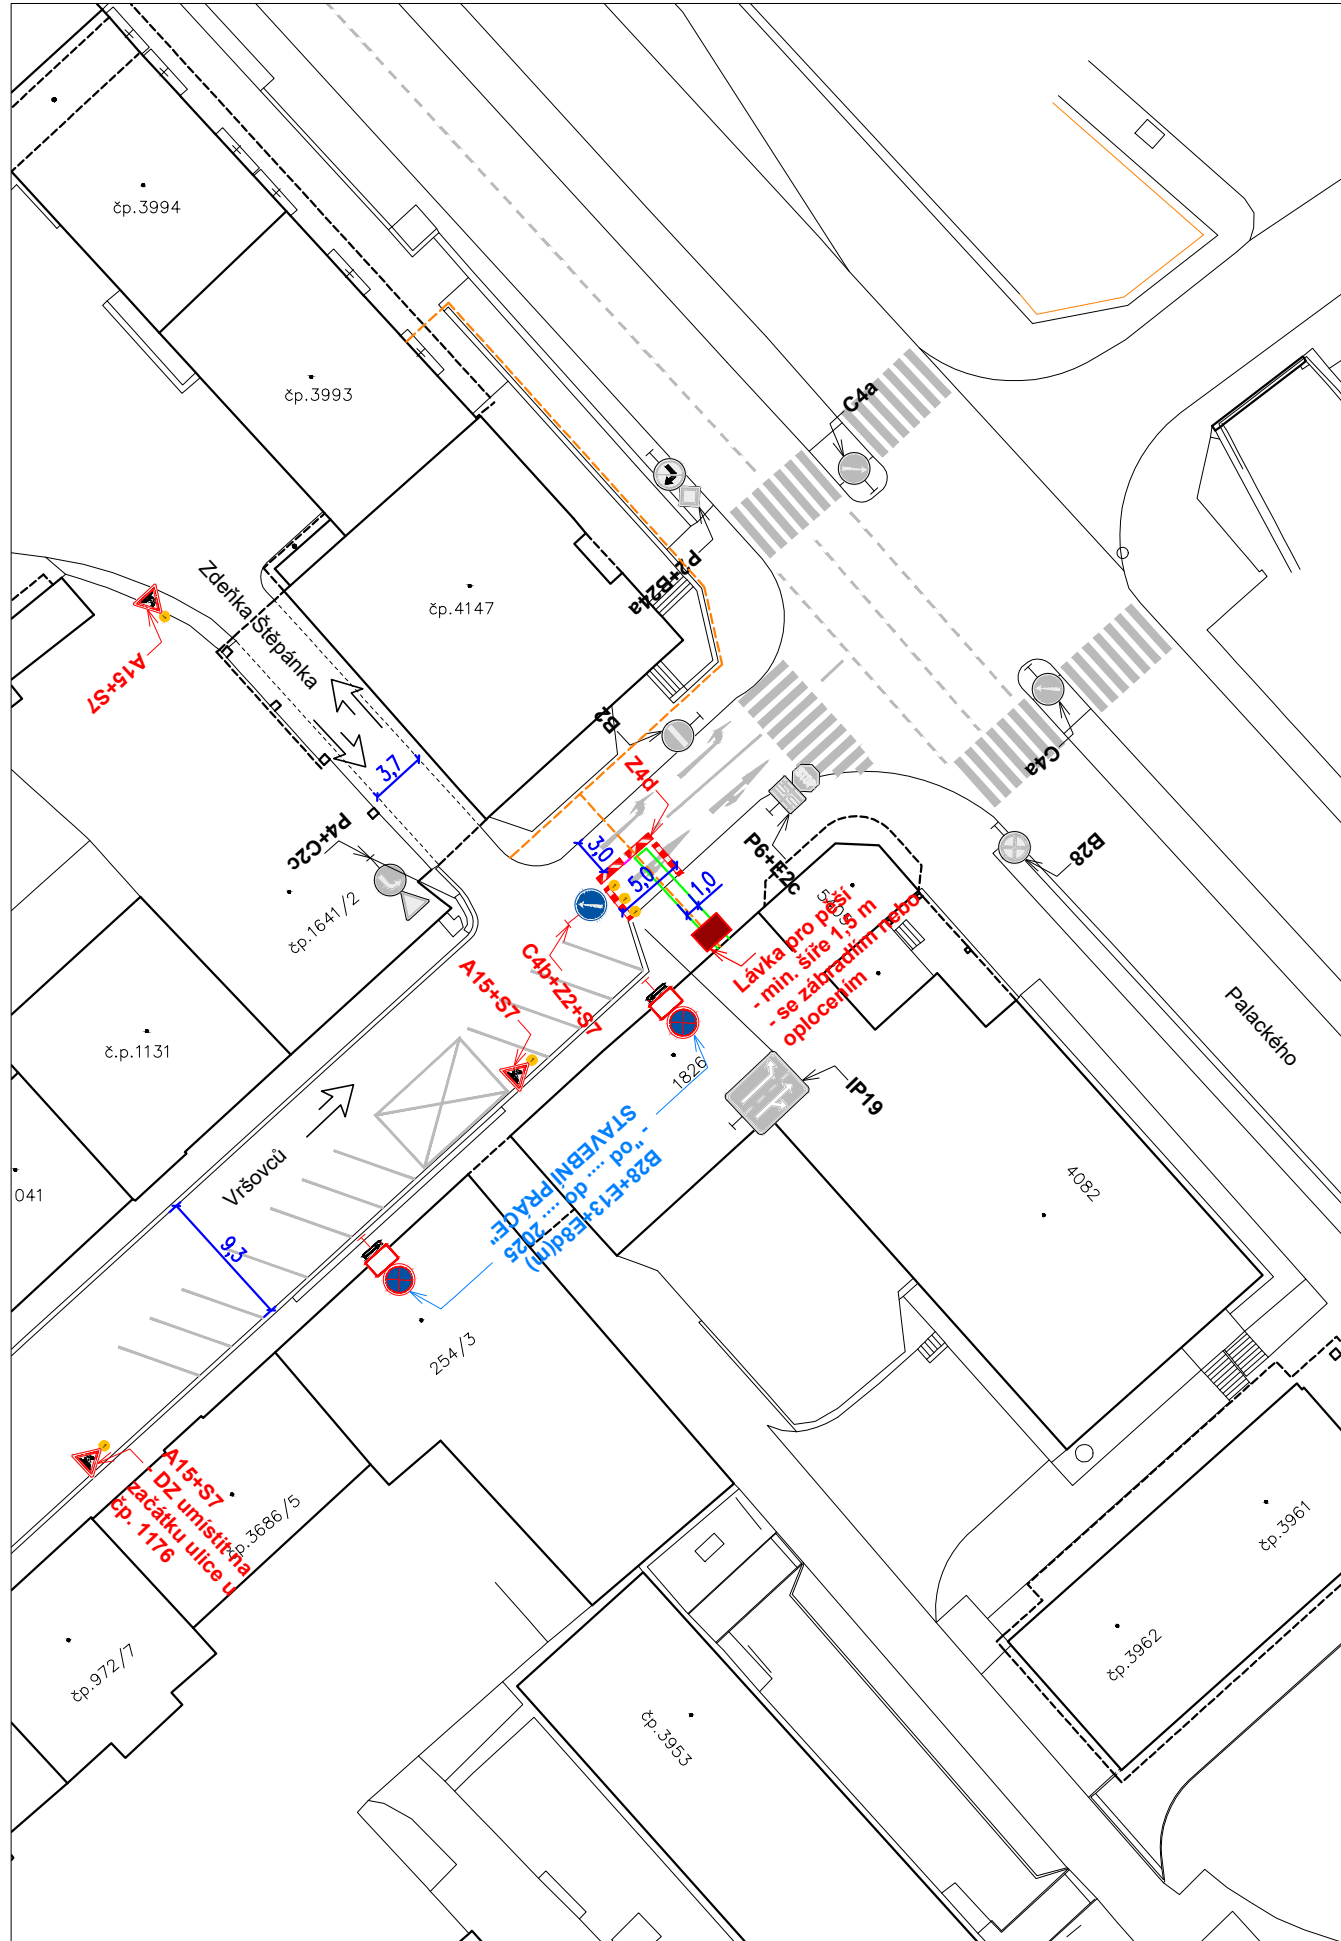 čp.3994
čp.3993
C4a
P2+B24a
čp.4147
Zdeňka Štěpánka
A15+S7
B2
C4a
Z4d
3,7
P4+C2c
3,0
5,0
1,0
P6+E2c
B28
čp.1641/2
Lávka pro pěší
- min. šíře 1,5 m
- se zábradlím nebo
oplocením
C4b+Z2+S7
A15+S7
Palackého
č.p.1131
1826
IP19
Vršovců
B28+E13+E8d(n)
- "od .... do .... 2025"
STAVEBNÍ PRÁCE
041
4082
9,3
254/3
A15+S7
- DZ umístit na
začátku ulice u
čp. 1176
čp.3686/5
čp.3961
čp.3962
čp.972/7
čp.3953